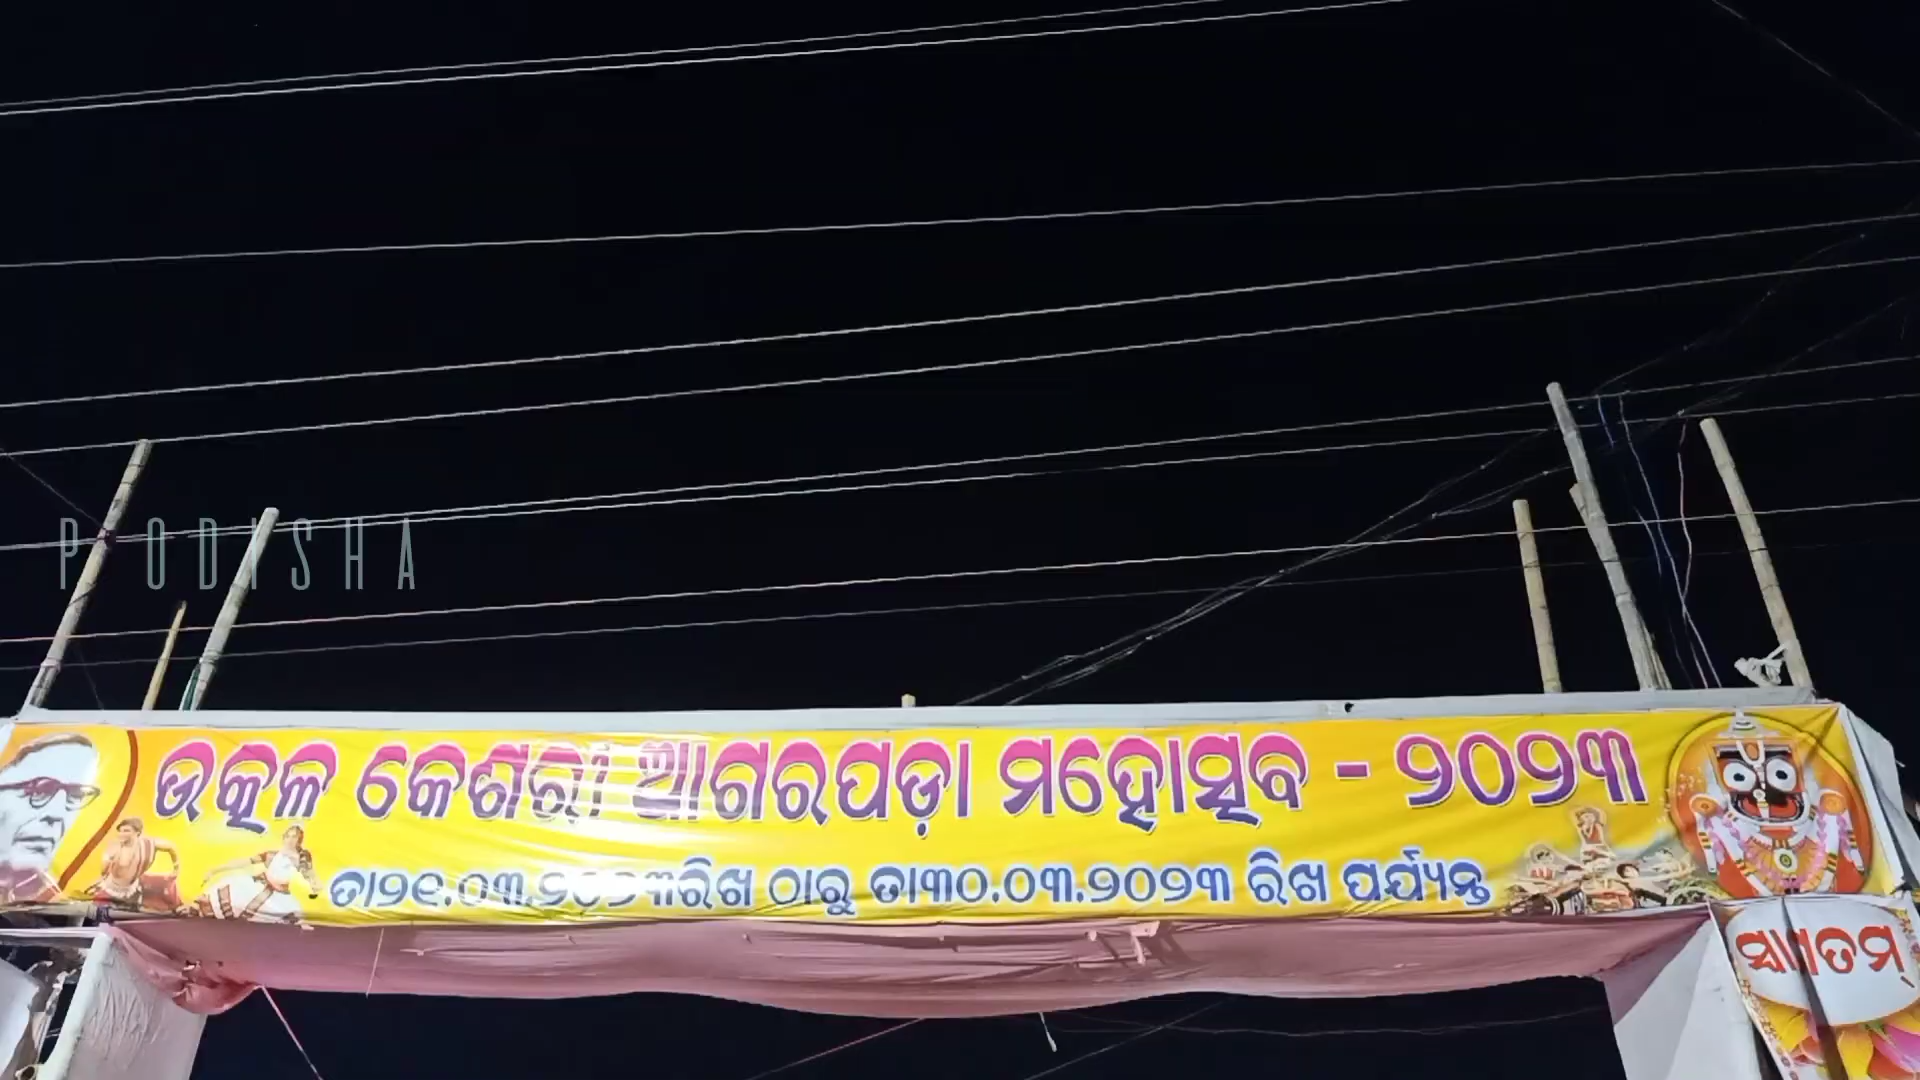 P ODISHA
ଉତ୍କଳ କେଶରୀ ଆଗରପଡ଼ା ମହୋତ୍ସବ - ୨୦୨୩
ତା୨୧.୦୩.୨୦୨୩ରିଖ ଠାରୁ ତା୩୦.୦୩.୨୦୨୩ ରିଖ ପର୍ଯ୍ୟନ୍ତ
ସ୍ୱାଗତମ୍